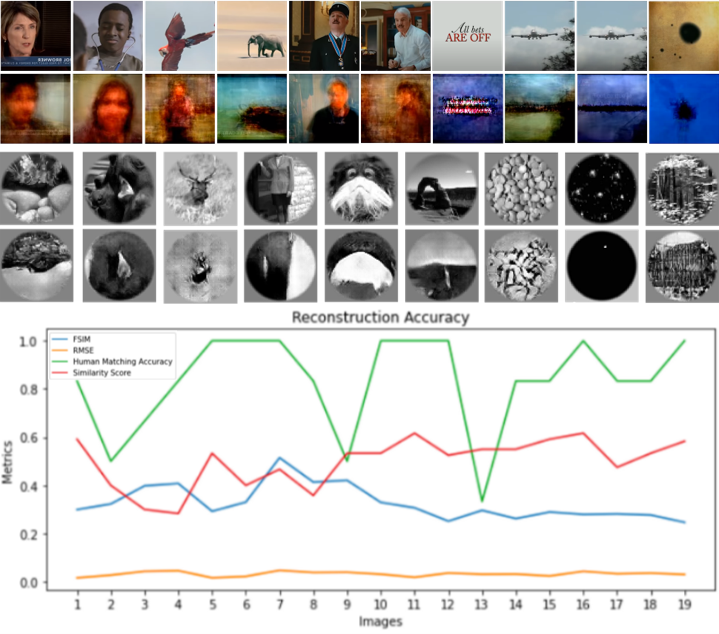 All bets
ARE OFF
Reconstruction Accuracy
FSIM
RMSE
Human Matching Accuracy
Similarity Score
1.0
0.8
0.6
0.4
0.2
0.0
Metrics
1 2 3 4 5 6 7 8 9 10 11 12 13 14 15 16 17 18 19
Images